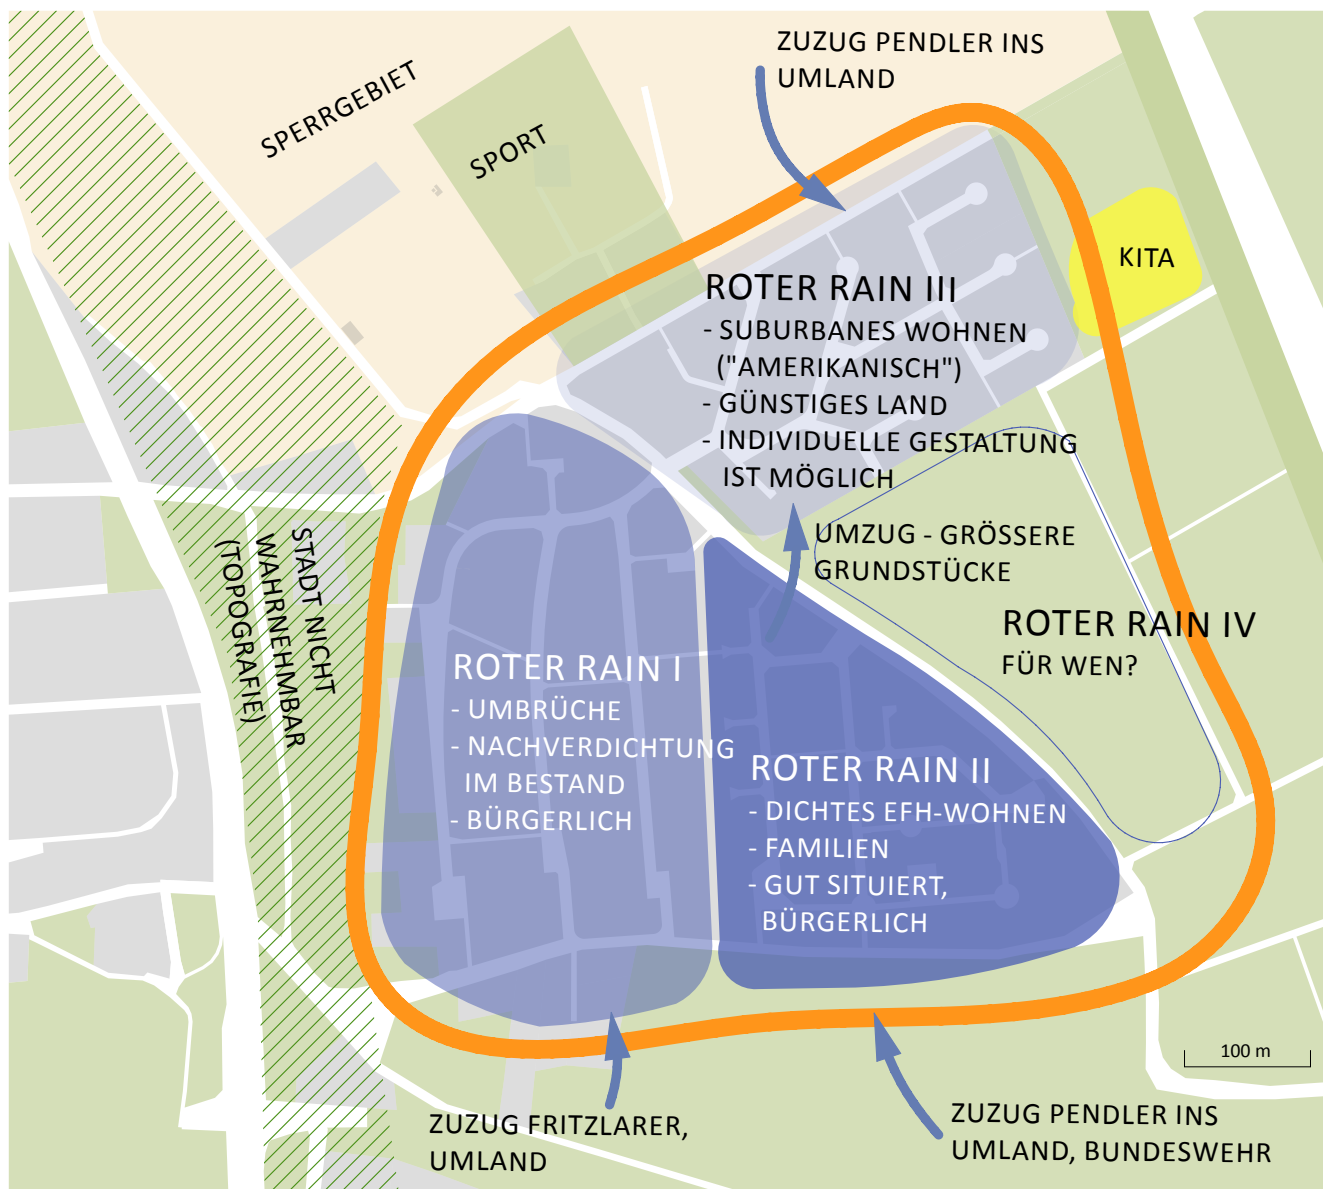 ZUZUG PENDLER INS
UMLAND
SPERRGEBIET
SPORT
KITA
ROTER RAIN III
- SUBURBANES WOHNEN
("AMERIKANISCH")
- GÜNSTIGES LAND
- INDIVIDUELLE GESTALTUNG
IST MÖGLICH
UMZUG - GRÖSSERE
GRUNDSTÜCKE
STADT NICHT
WAHRNEHMBAR
(TOPOGRAFIE)
ROTER RAIN IV
FÜR WEN?
ROTER RAIN I
- UMBRÜCHE
- NACHVERDICHTUNG
IM BESTAND
- BÜRGERLICH
ROTER RAIN II
- DICHTES EFH-WOHNEN
- FAMILIEN
- GUT SITUIERT,
BÜRGERLICH
100 m
ZUZUG FRITZLARER,
UMLAND
ZUZUG PENDLER INS
UMLAND, BUNDESWEHR